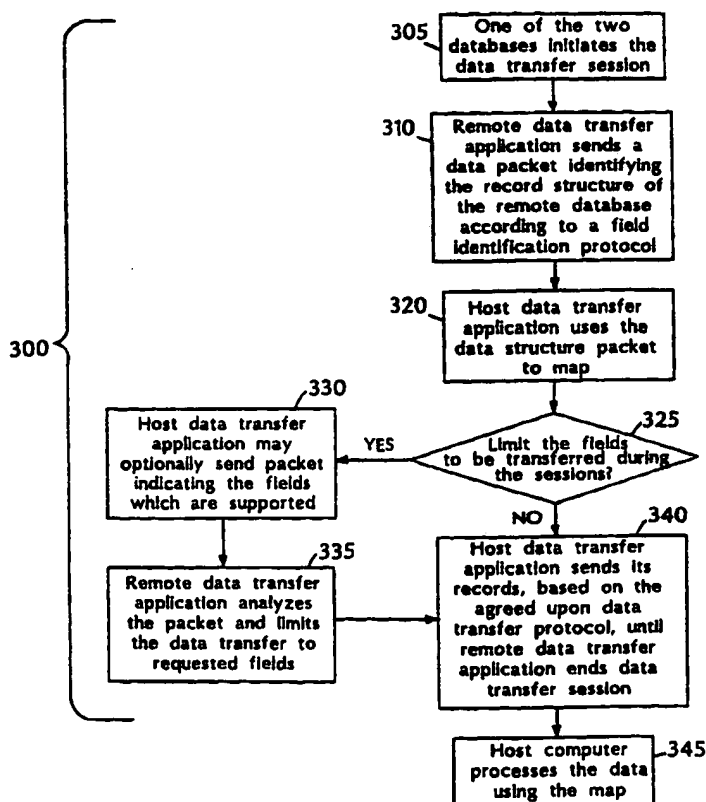 305
One of the two
databases initiates the
data transfer session
310
Remote data transfer
application sends a
data packet identifying
the record structure of
the remote database
according to a field
identification protocol
320
Host data transfer
application uses the
data structure packet
to map
300
325
Limit the fields
to be transferred during
the sessions?
YES
330
Host data transfer
application may
optionally send packet
indicating the fields
which are supported
335
Remote data transfer
application analyzes
the packet and limits
the data transfer to
requested fields
NO
340
Host data transfer
application sends its
records, based on the
agreed upon data
transfer protocol, until
remote data transfer
application ends data
transfer session
345
Host computer
processes the data
using the map